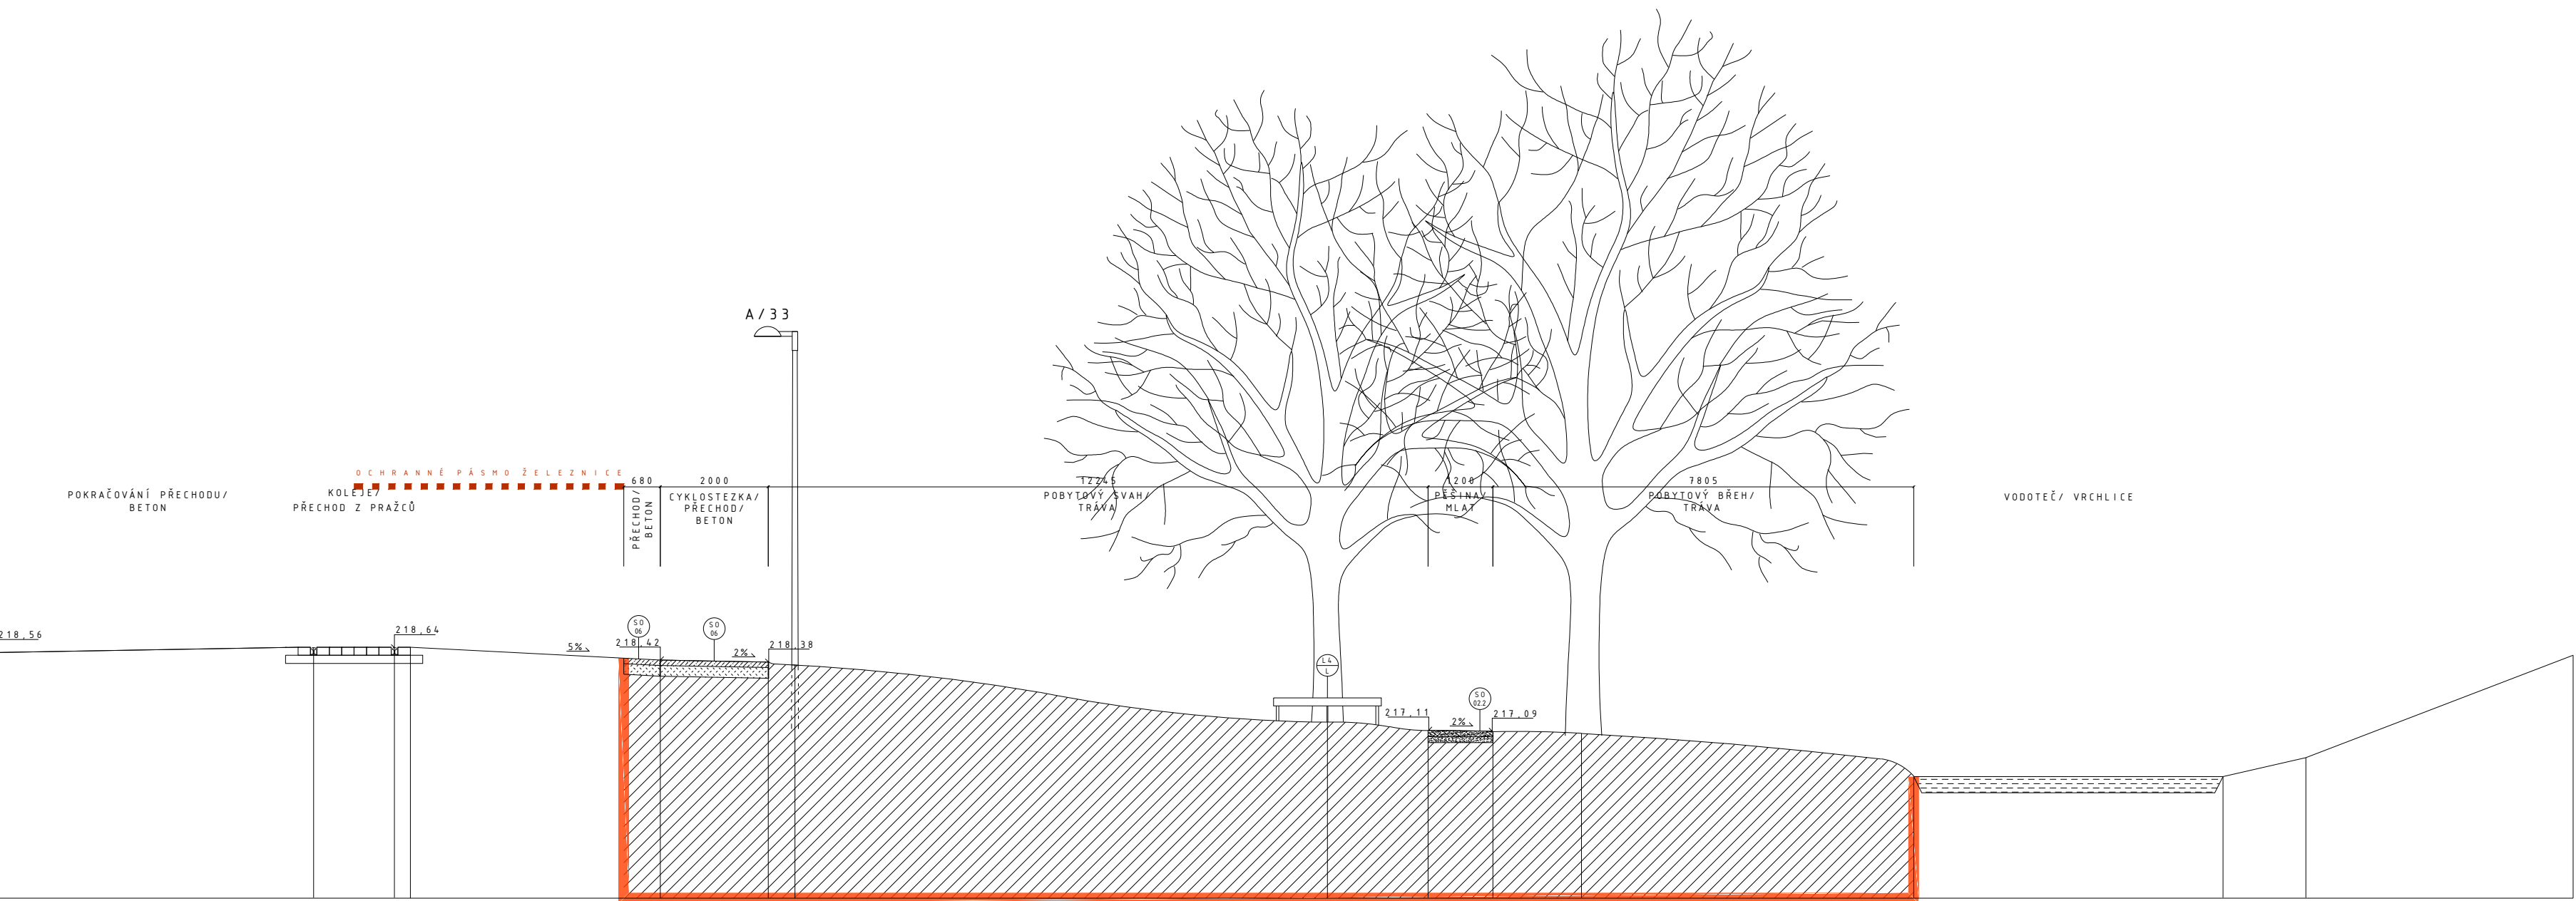 A/33
OCHRANNÉ PÁSMO ŽELEZNICE
680
2000
12245
1200
7805
POKRAČOVÁNÍ PŘECHODU/
BETON
KOLEJE/
PŘECHOD Z PRAŽCŮ
PŘECHOD/
BETON
CYKLOSTEZKA/
PŘECHOD/
BETON
POBYTOVÝ SVAH/
TRÁVA
PĚŠINA/
MLAT
POBYTOVÝ BŘEH/
TRÁVA
VODOTEČ/ VRCHLICE
218,56
218,64
5%
218,42
SO
06
SO
06
2%
218,38
L4
L
217,11
2%
SO
02.2
217,09